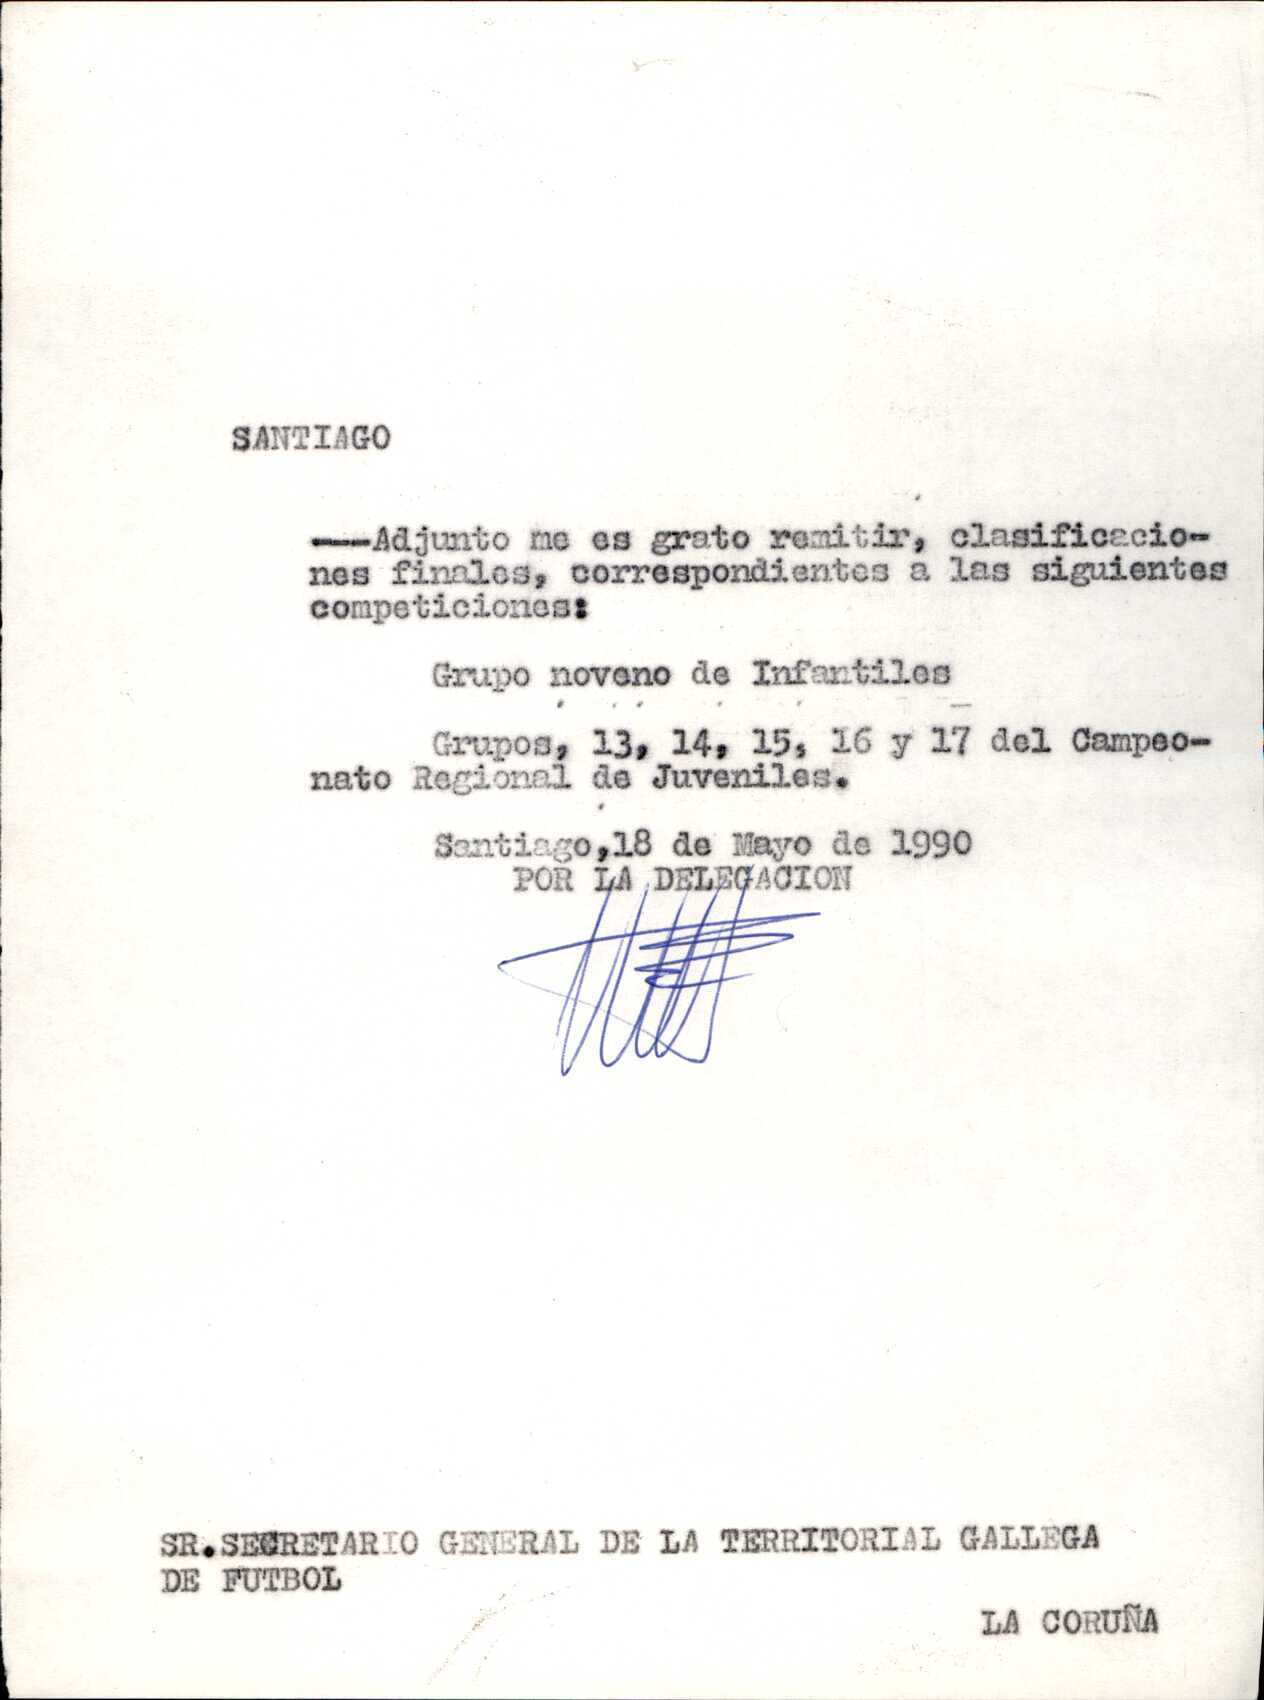 SANTIAGO
---Adjunto me es grato remitir, clasificacio-
nes finales, correspondientes a las siguientes
competiciones:
Grupo noveno de Infantiles
Grupos, 13, 14, 15, 16 y 17 del Campeo-
nato Regional de Juveniles.
Santiago,18 de Mayo de 1990
POR LA DELEGACION
SR.SECRETARIO GENERAL DE LA TERRITORIAL GALLEGA
DE FUTBOL
LA CORUÑA